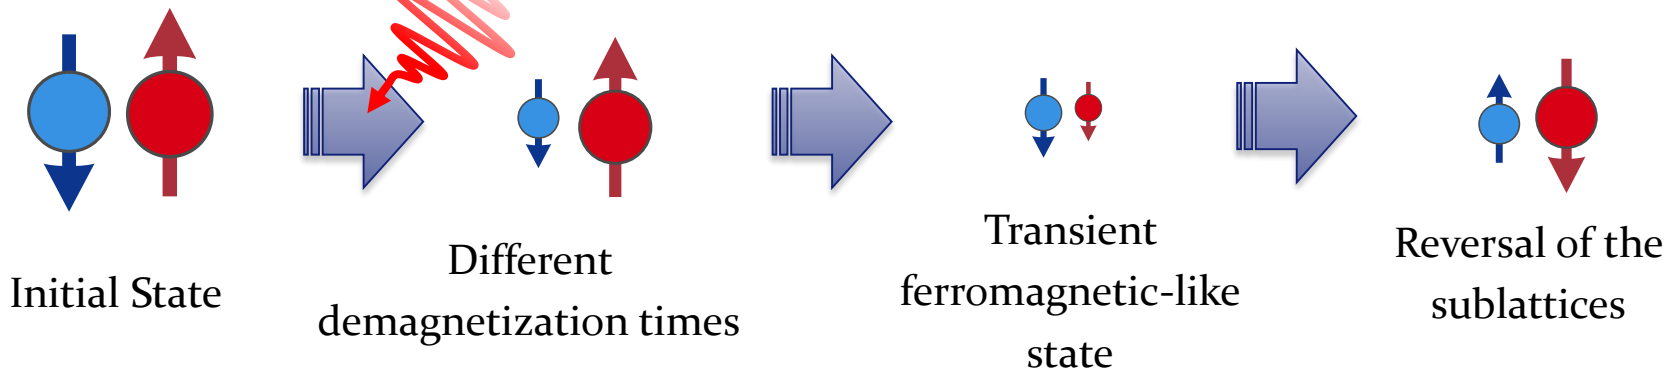 Initial State
Different
demagnetization times
Transient
ferromagnetic-like
state
Reversal of the
sublattices